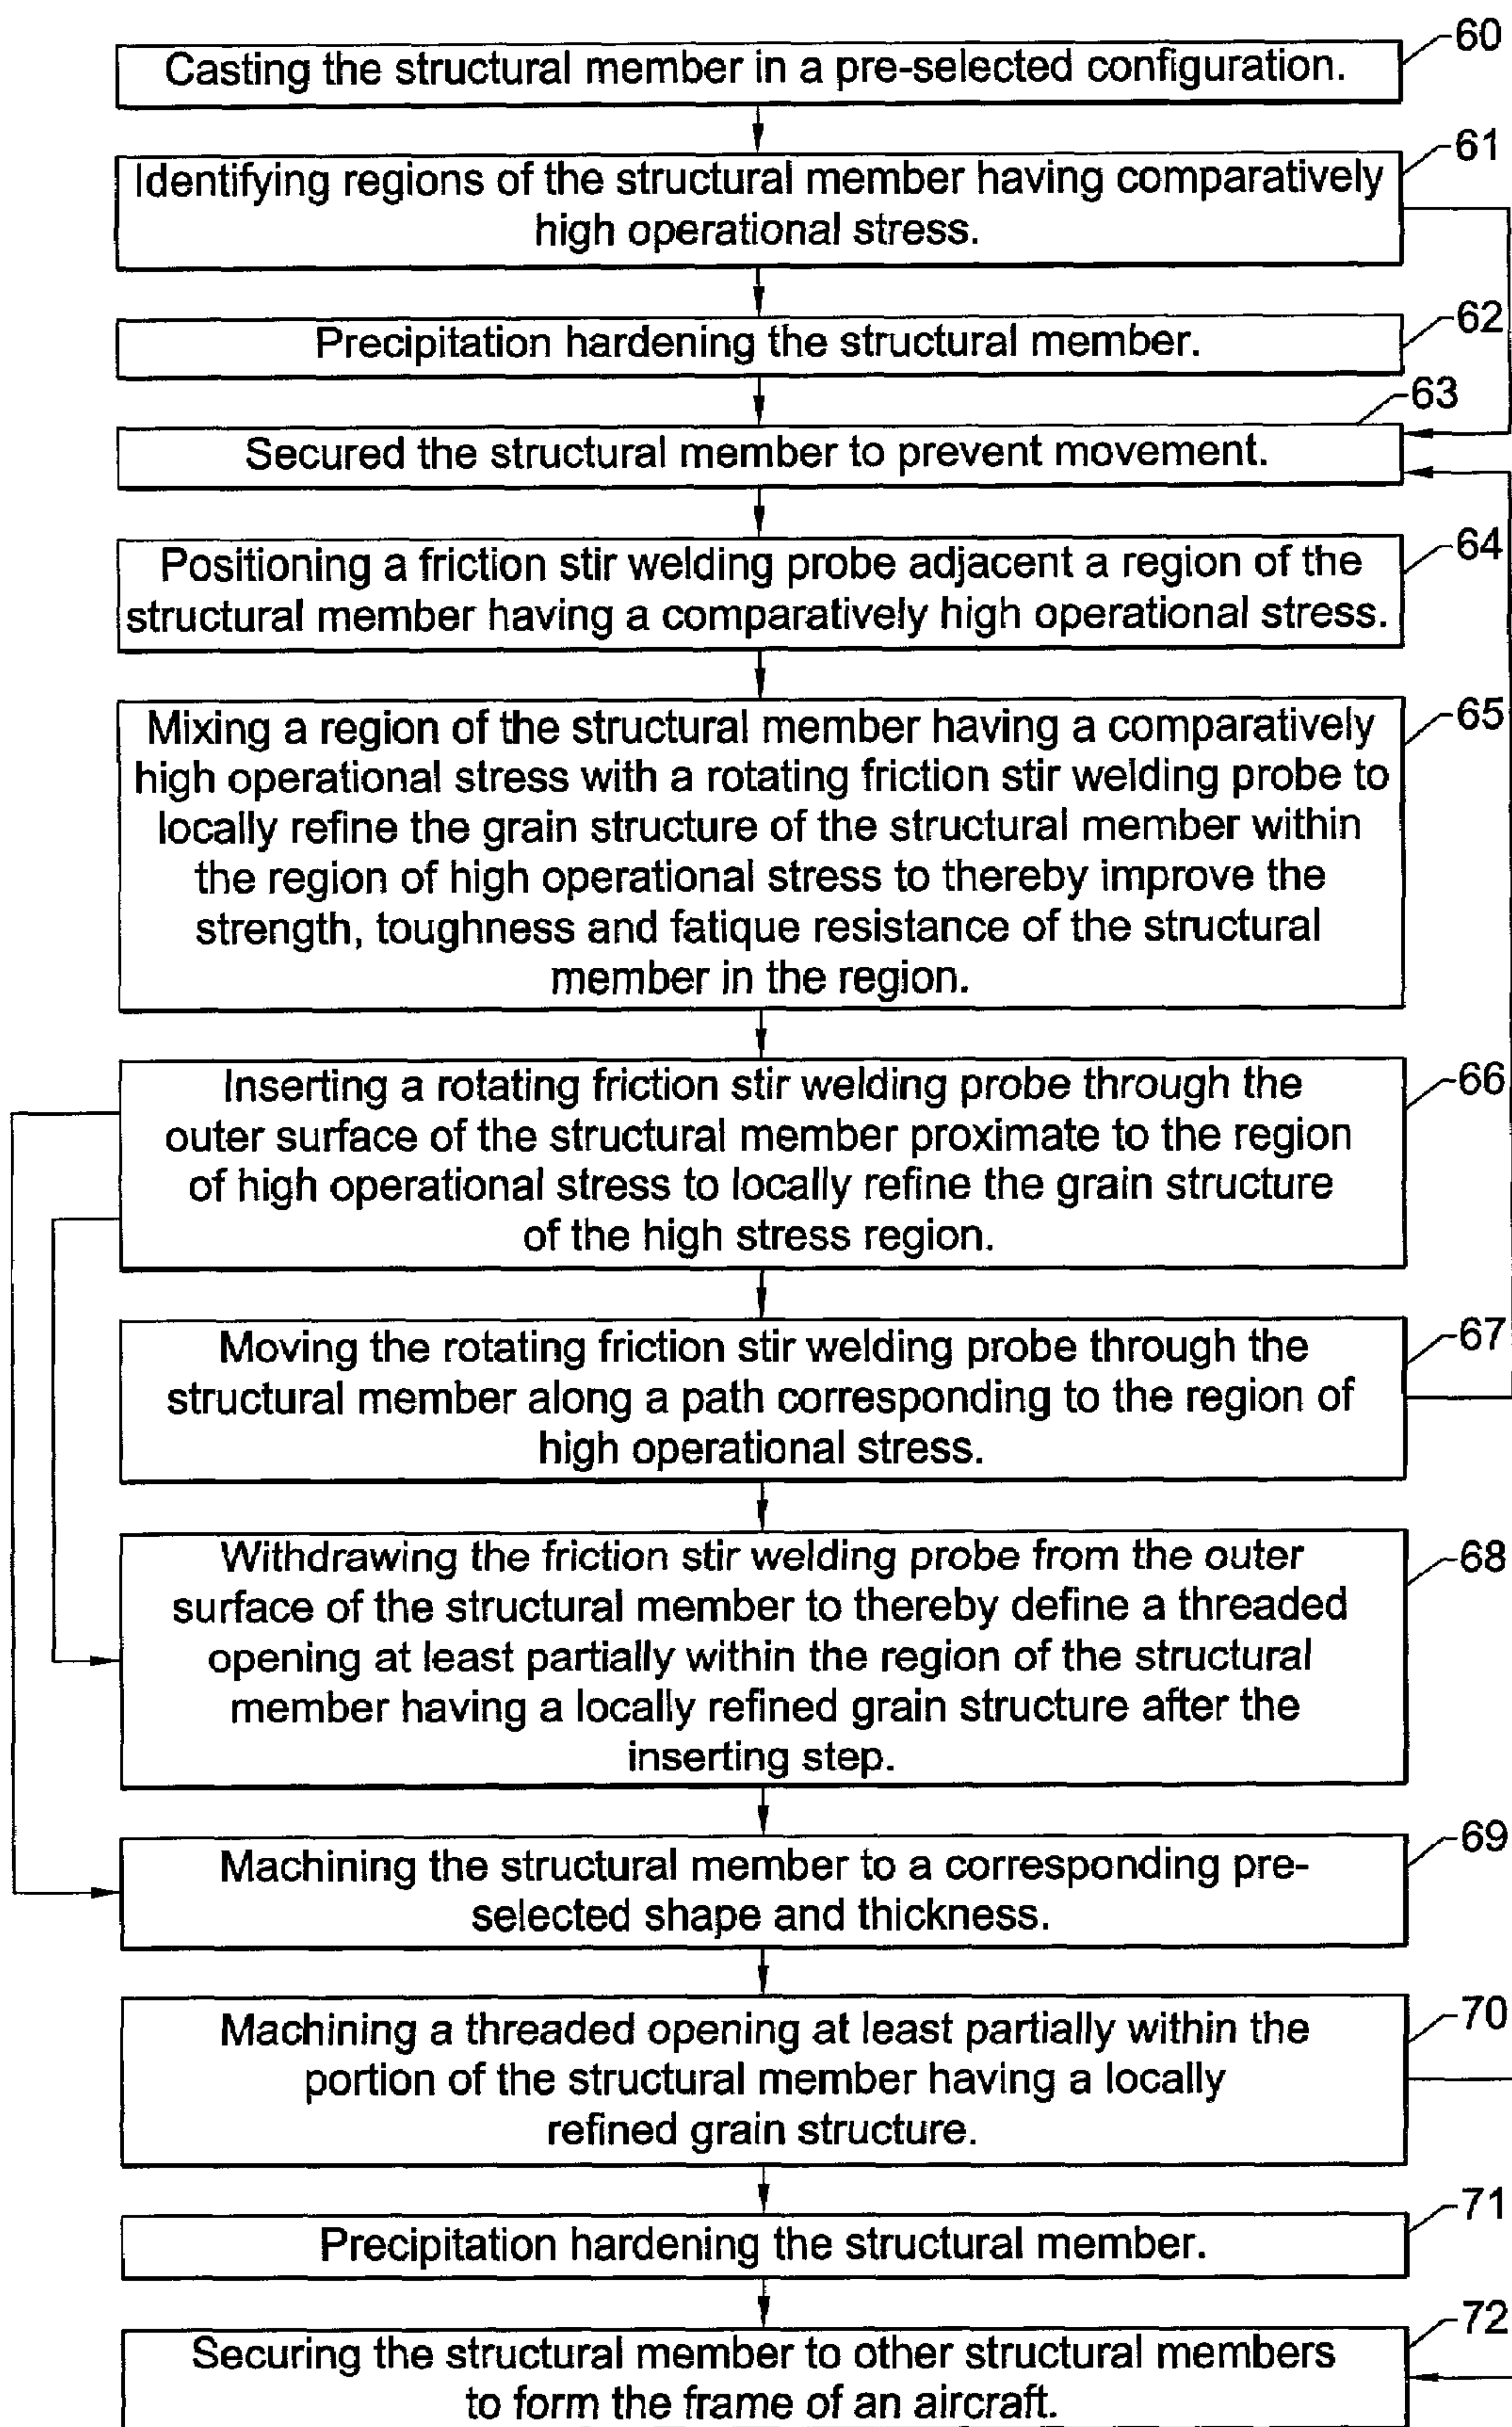 60
Casting the structural member in a pre-selected configuration.
61
Identifying regions of the structural member having comparatively
high operational stress.
62
Precipitation hardening the structural member.
63
Secured the structural member to prevent movement.
64
Positioning a friction stir welding probe adjacent a region of the
structural member having a comparatively high operational stress.
65
Mixing a region of the structural member having a comparatively
high operational stress with a rotating friction stir welding probe to
locally refine the grain structure of the structural member within
the region of high operational stress to thereby improve the
strength, toughness and fatique resistance of the structural
member in the region.
66
Inserting a rotating friction stir welding probe through the
outer surface of the structural member proximate to the region
of high operational stress to locally refine the grain structure
of the high stress region.
67
Moving the rotating friction stir welding probe through the
structural member along a path corresponding to the region of
high operational stress.
68
Withdrawing the friction stir welding probe from the outer
surface of the structural member to thereby define a threaded
opening at least partially within the region of the structural
member having a locally refined grain structure after the
inserting step.
69
Machining the structural member to a corresponding pre-
selected shape and thickness.
70
Machining a threaded opening at least partially within the
portion of the structural member having a locally
refined grain structure.
71
Precipitation hardening the structural member.
72
Securing the structural member to other structural members
to form the frame of an aircraft.